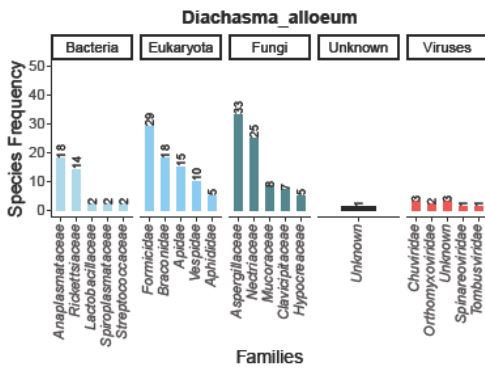 Diachasma_alloeum
Bacteria Eukaryota Fungi Unknown Viruses
Species Frequency
50
40
30
20
10
0
18 14 2 2 2
29 18 15 10 5
33 25 8 7 5
1
3 2 3 1 1
Anaplasmataceae
Rickettsiaceae
Lactobacillaceae
Spiroplasmataceae
Streptococcaceae
Formicidae
Braconidae
Apidae
Vespidae
Aphididae
Aspergillaceae
Nectriaceae
Mucoraceae
Clavicipitaceae
Hypocreaceae
Unknown
Chuviridae
Orthomyxoviridae
Unknown
Spinareoviridae
Tombusviridae
Families